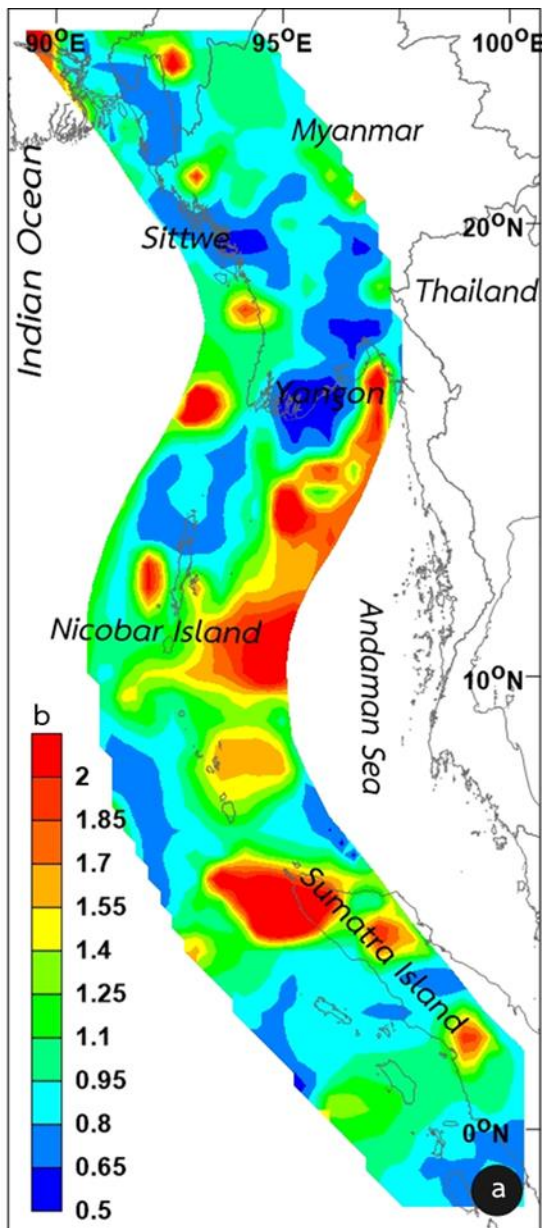 90°E 95°E 100°E
Myanmar
20°N
Sittwe
Indian Ocean
Thailand
Yangon
Nicobar Island
Andaman Sea
10°N
b
2
1.85
1.7
1.55
1.4
1.25
1.1
0.95
0.8
0.65
0.5
Sumatra Island
0°N
a